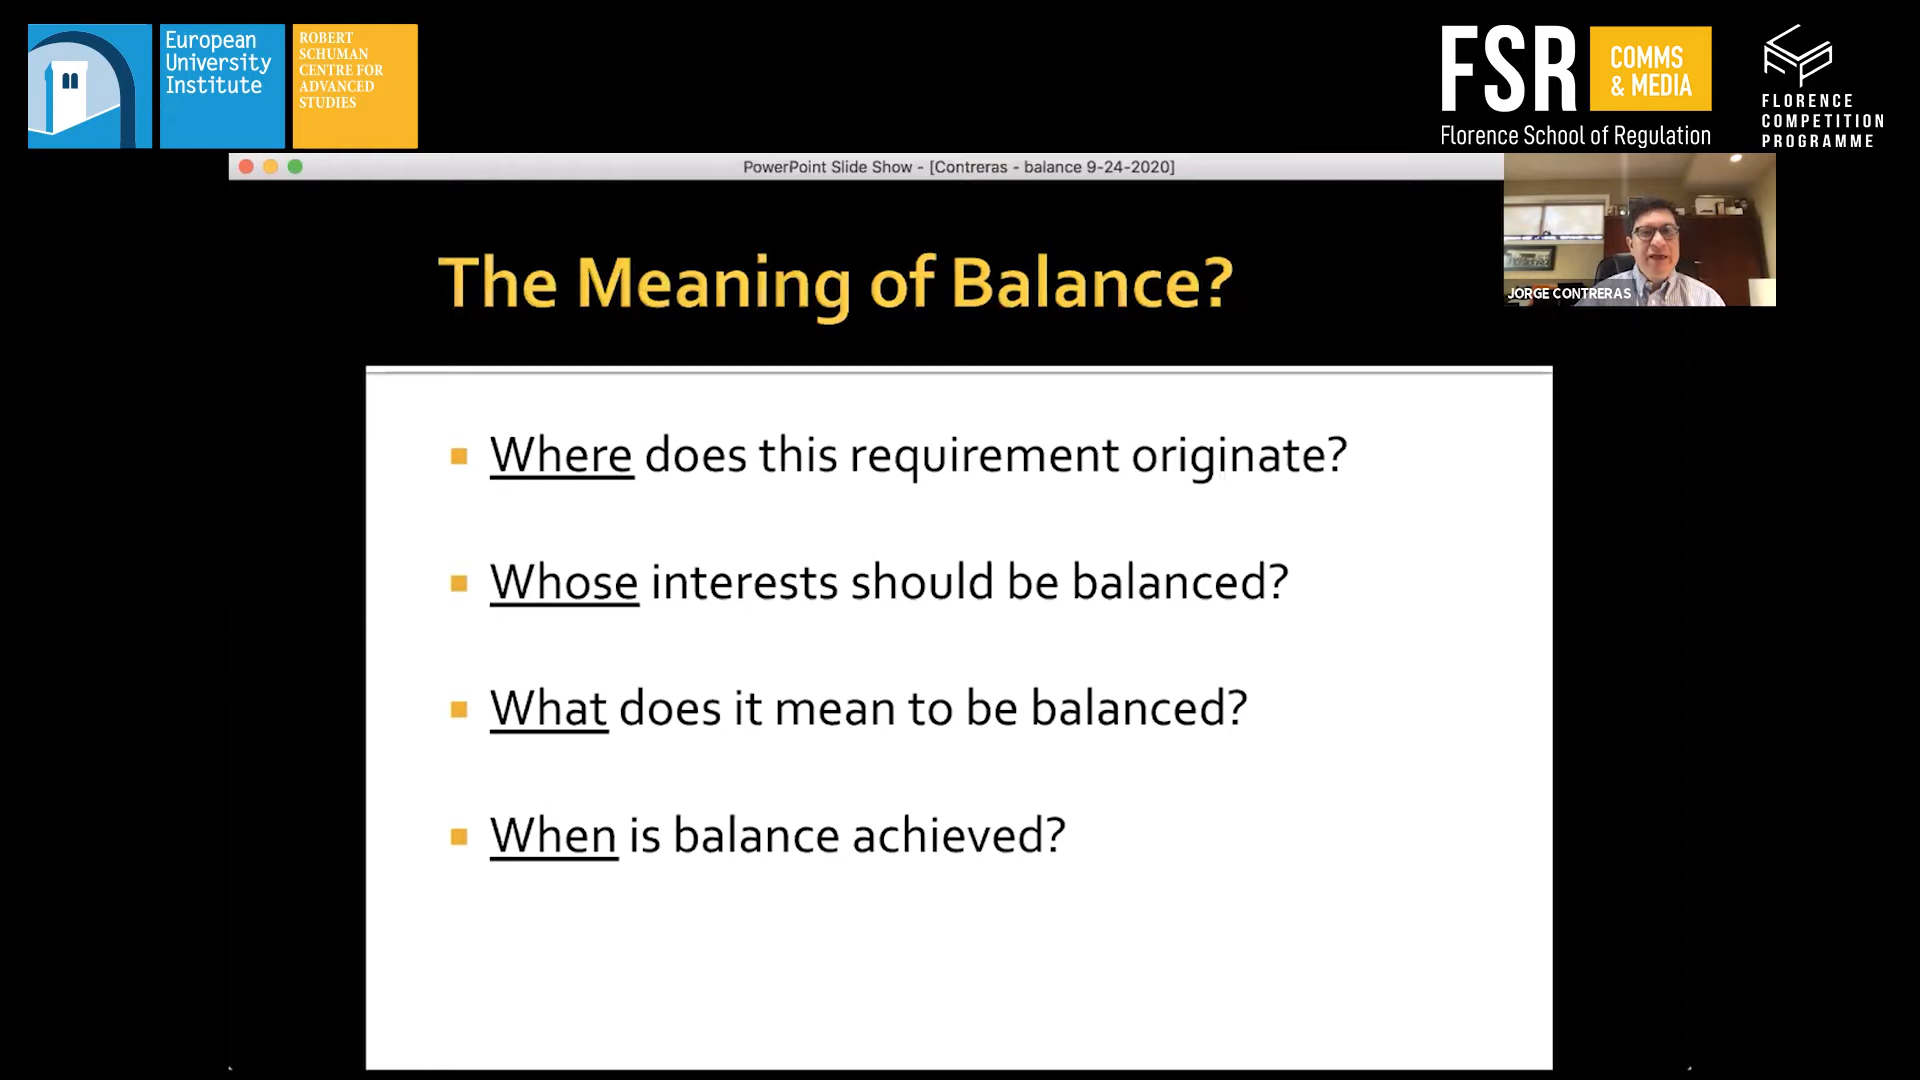 European
University
Institute
ROBERT
SCHUMAN
CENTRE FOR
ADVANCED
STUDIES
FSR
COMMS
& MEDIA
Florence School of Regulation
FLORENCE
COMPETITION
PROGRAMME
PowerPoint Slide Show - [Contreras - balance 9-24-2020]
JORGE CONTRERAS
The Meaning of Balance?
Where does this requirement originate?
Whose interests should be balanced?
What does it mean to be balanced?
When is balance achieved?